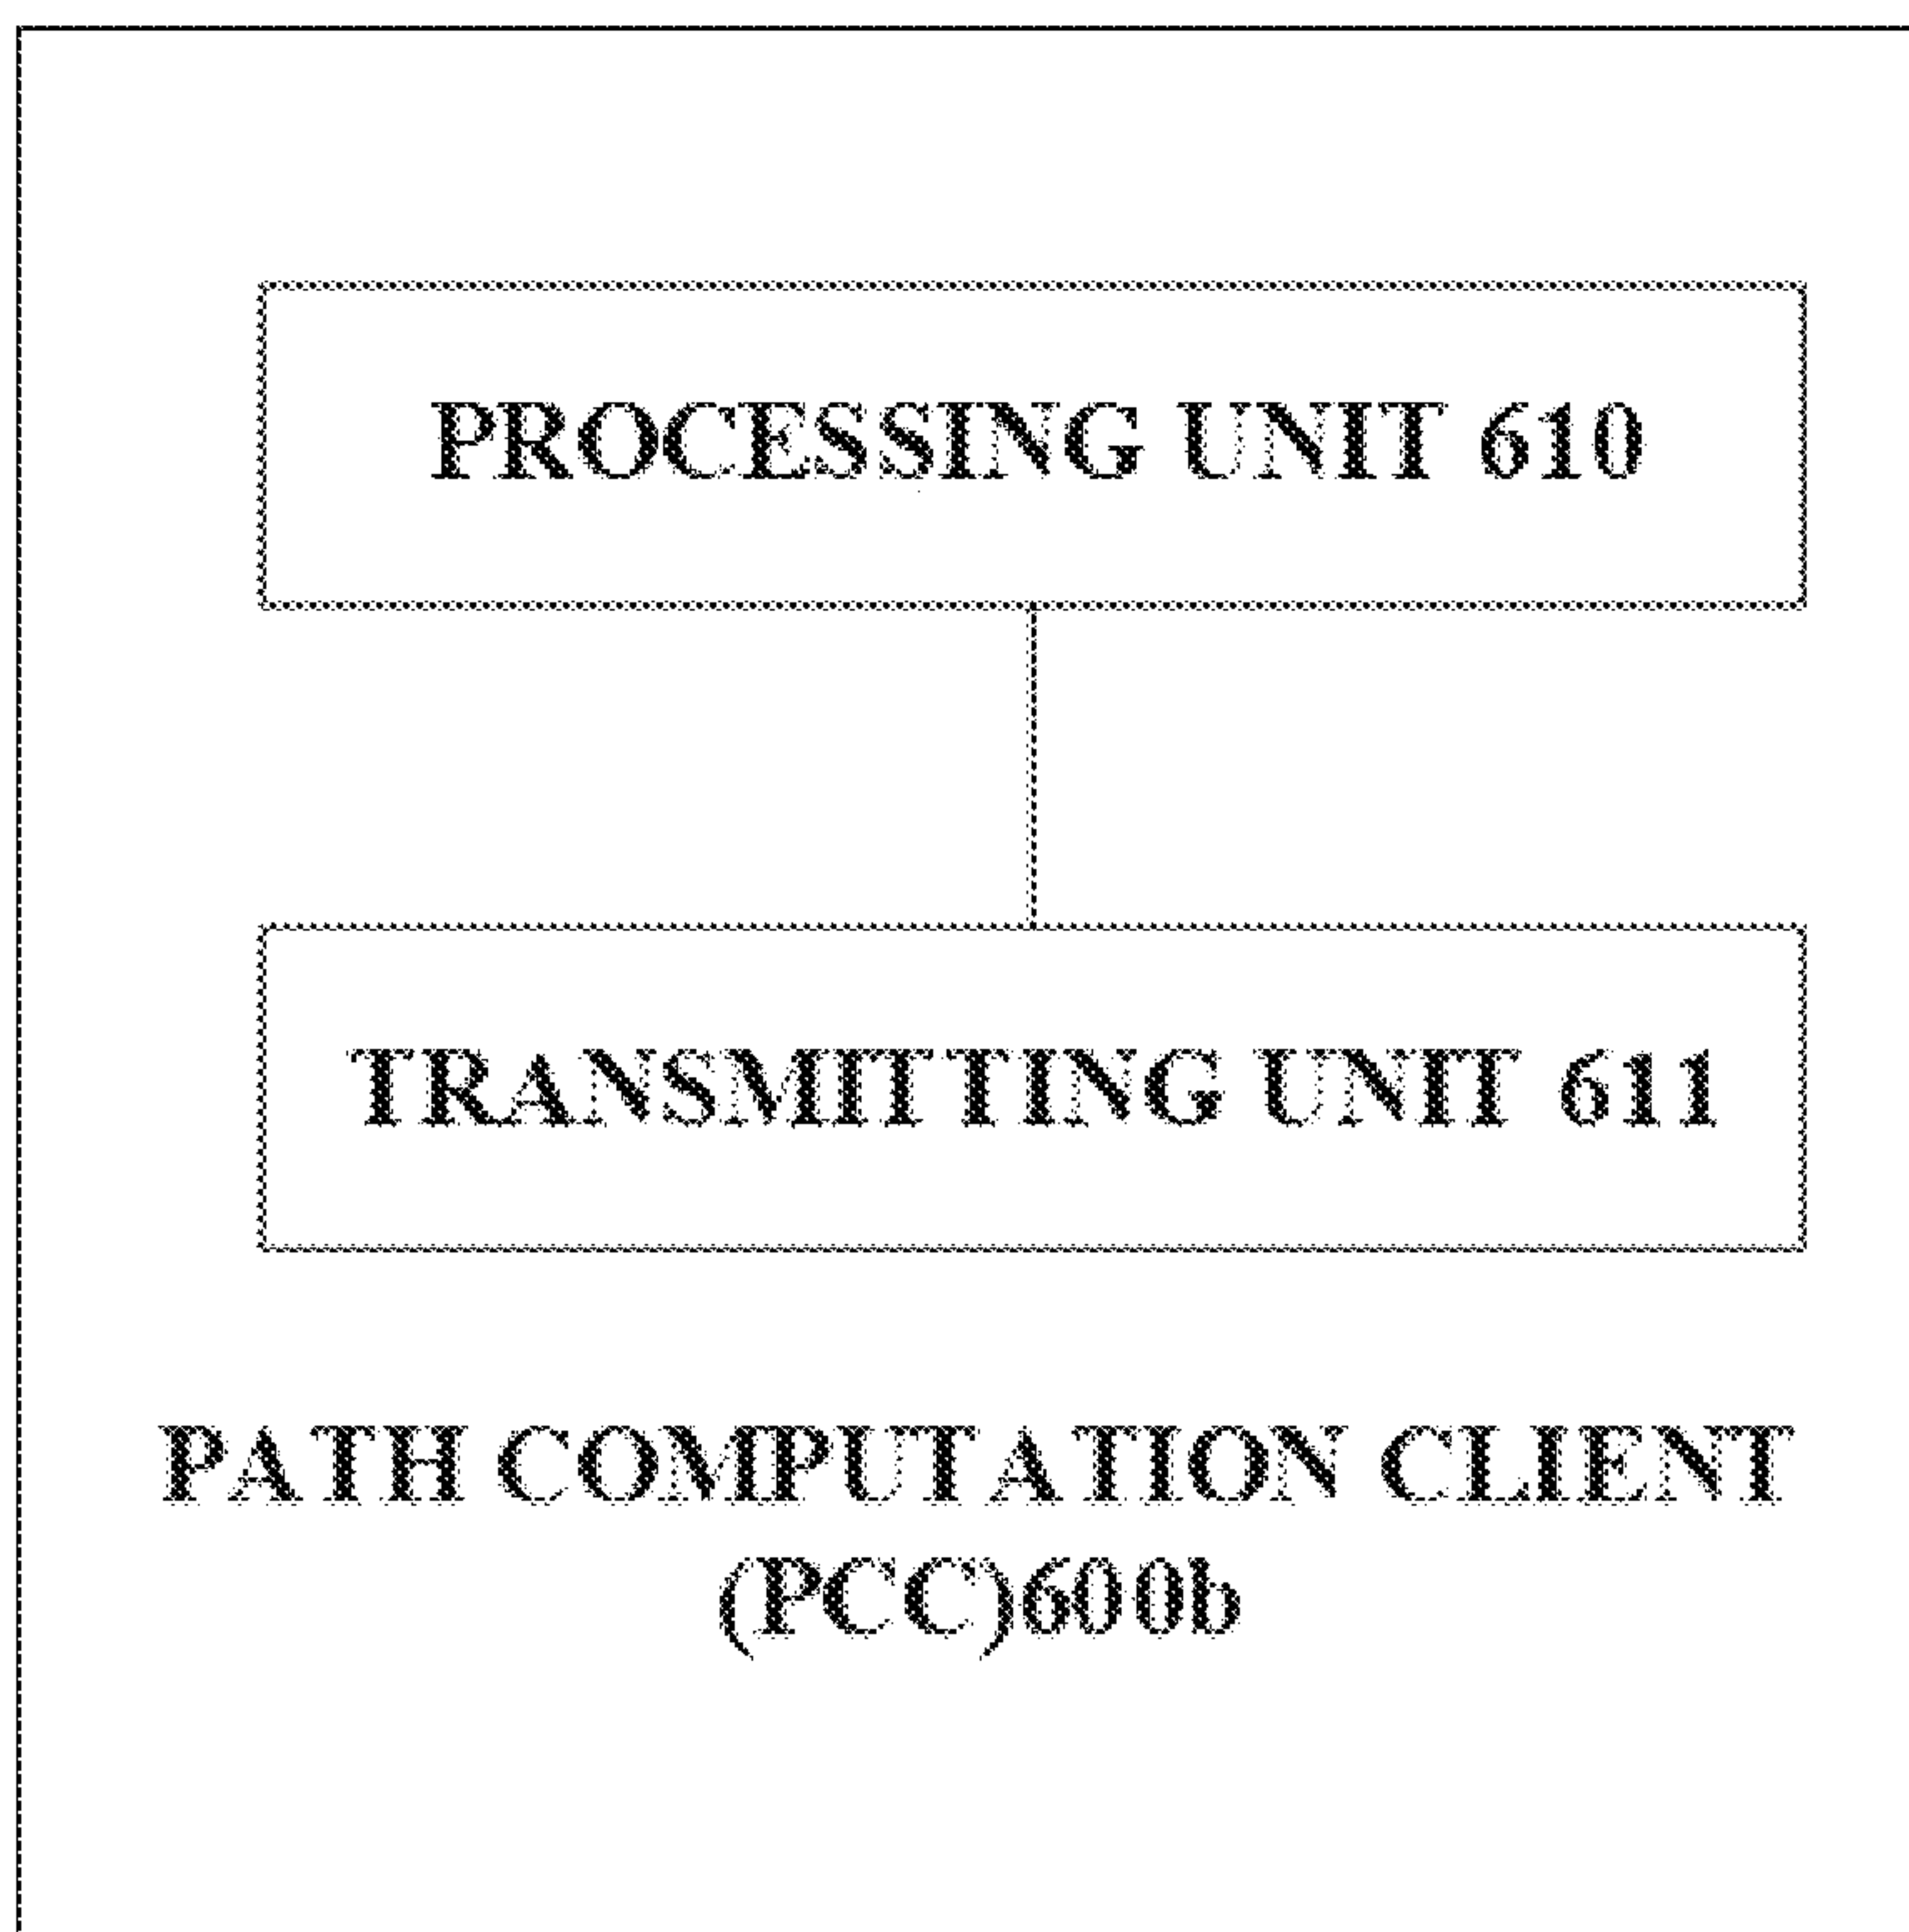 PROCESSING UNIT 610
TRANSMITTING UNIT 611
PATH COMPUTATION CLIENT
(PCC)600b